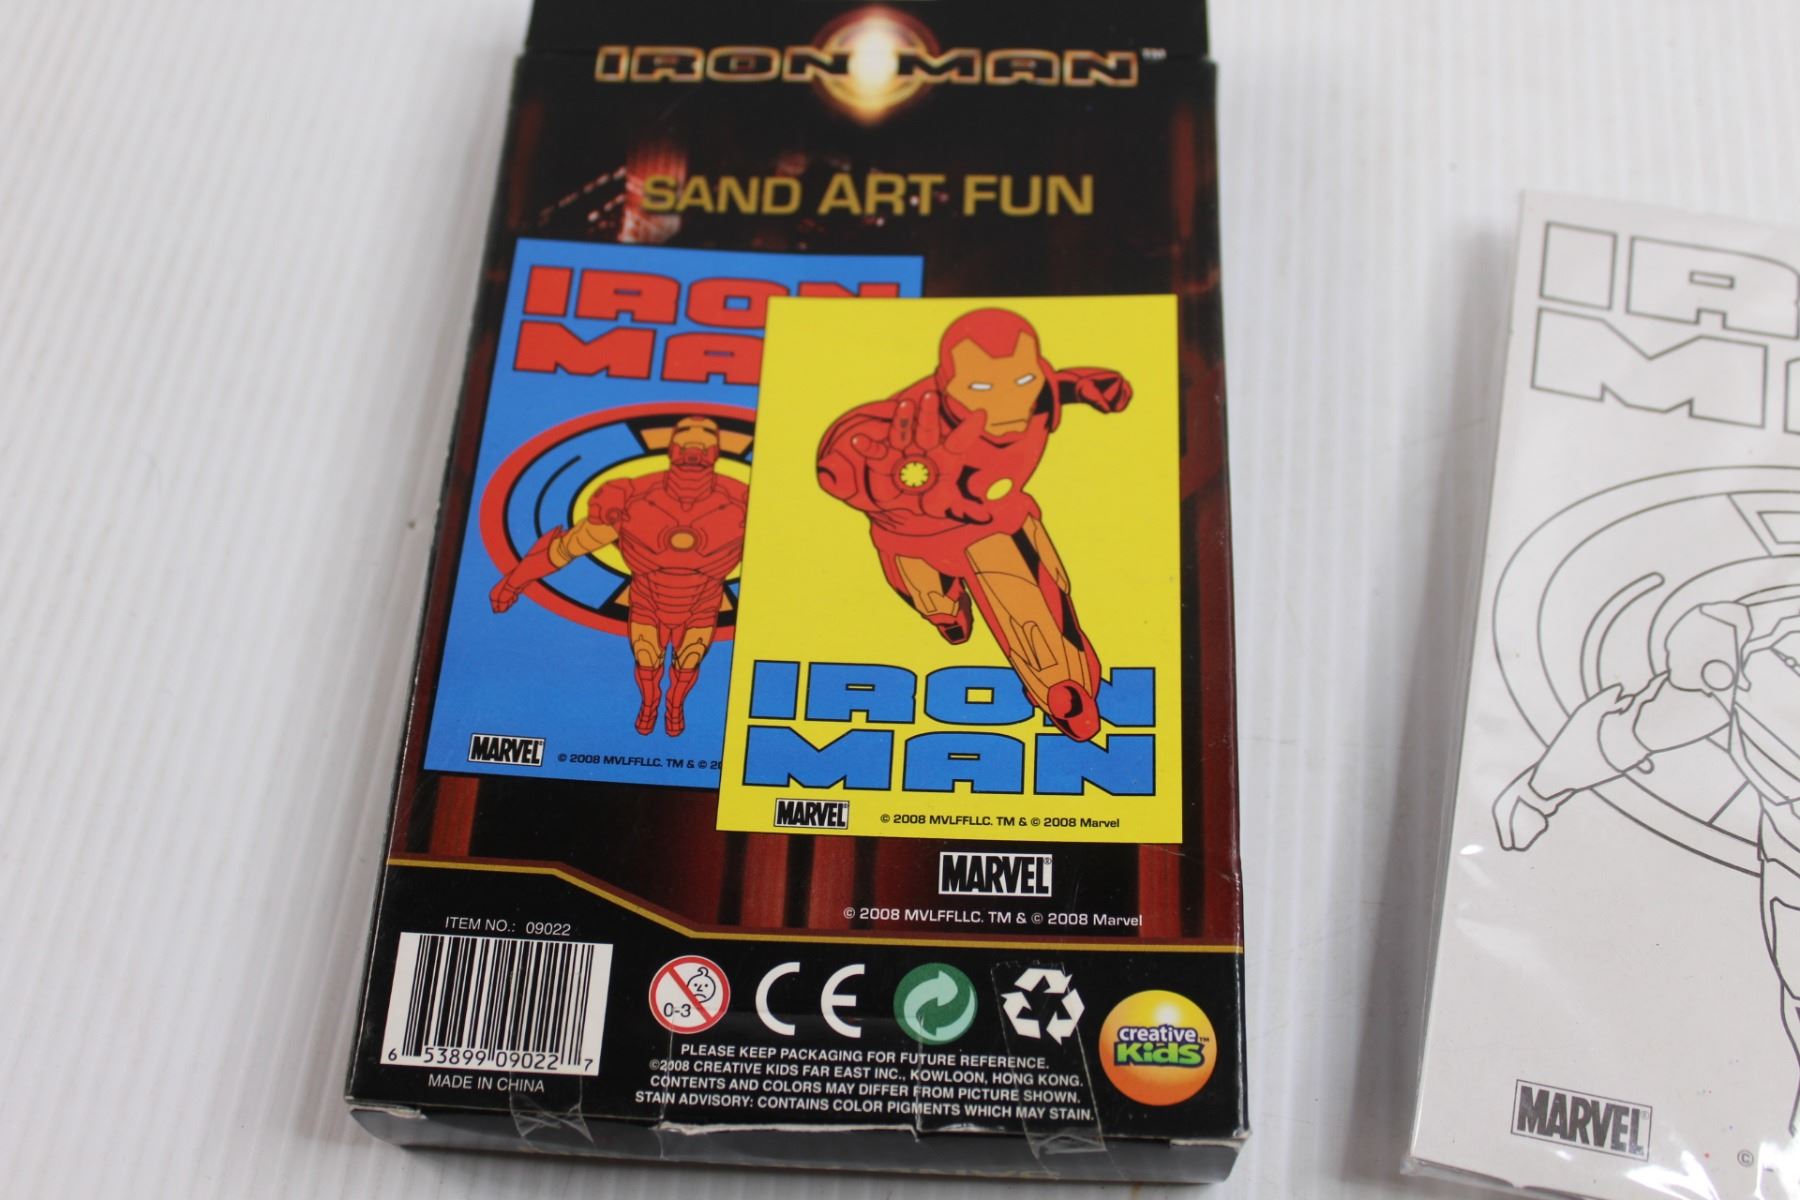 IRON MAN™
SAND ART FUN
IRON
MA
MARVEL
© 2008 MVLFFLLC. TM & © 20
IRON
MAN
MARVEL
© 2008 MVLFFLLC. TM & © 2008 Marvel
MARVEL®
© 2008 MVLFFLLC. TM & © 2008 Marvel
ITEM NO.: 09022
6 53899 09022 7
MADE IN CHINA
0-3
CE
creative
KiDS™
PLEASE KEEP PACKAGING FOR FUTURE REFERENCE.
©2008 CREATIVE KIDS FAR EAST INC., KOWLOON, HONG KONG.
CONTENTS AND COLORS MAY DIFFER FROM PICTURE SHOWN.
STAIN ADVISORY: CONTAINS COLOR PIGMENTS WHICH MAY STAIN.
IR
M
MARVEL
©